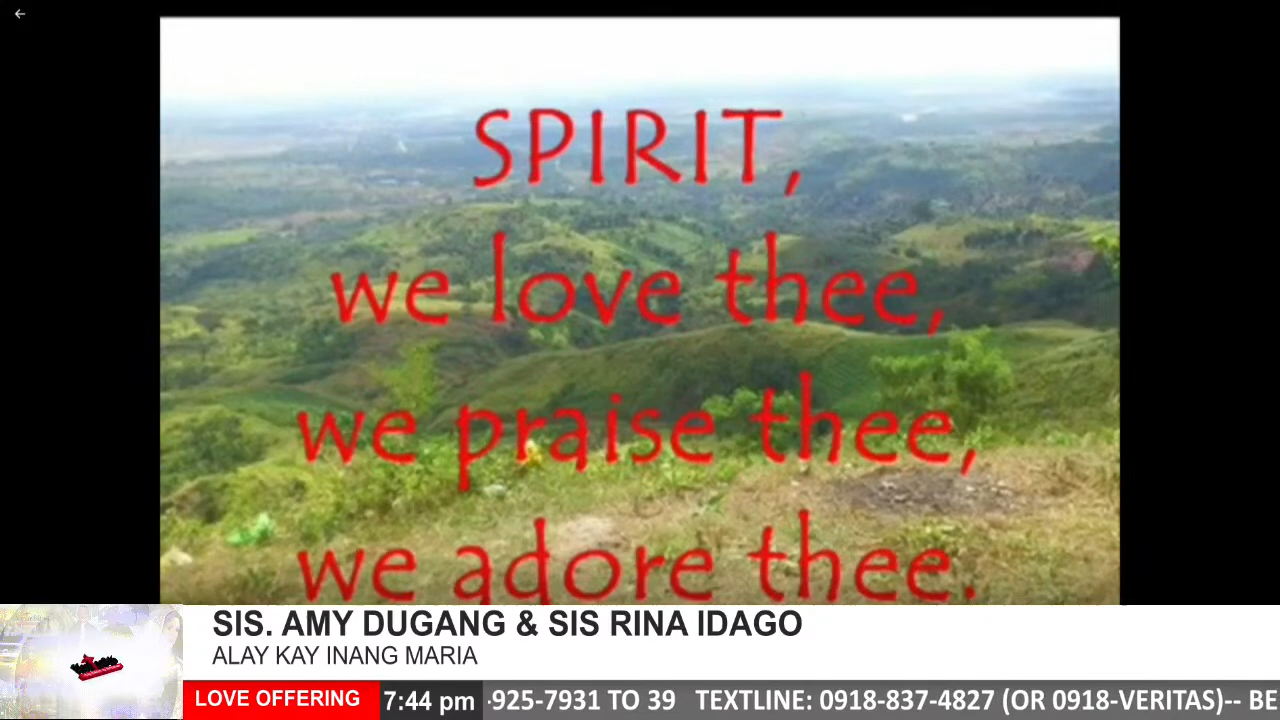 SPIRIT,
we love thee,
we praise thee,
we adore thee.
SIS. AMY DUGANG & SIS RINA IDAGO
ALAY KAY INANG MARIA
LOVE OFFERING 7:44 pm -925-7931 TO 39 TEXTLINE: 0918-837-4827 (OR 0918-VERITAS)-- BE